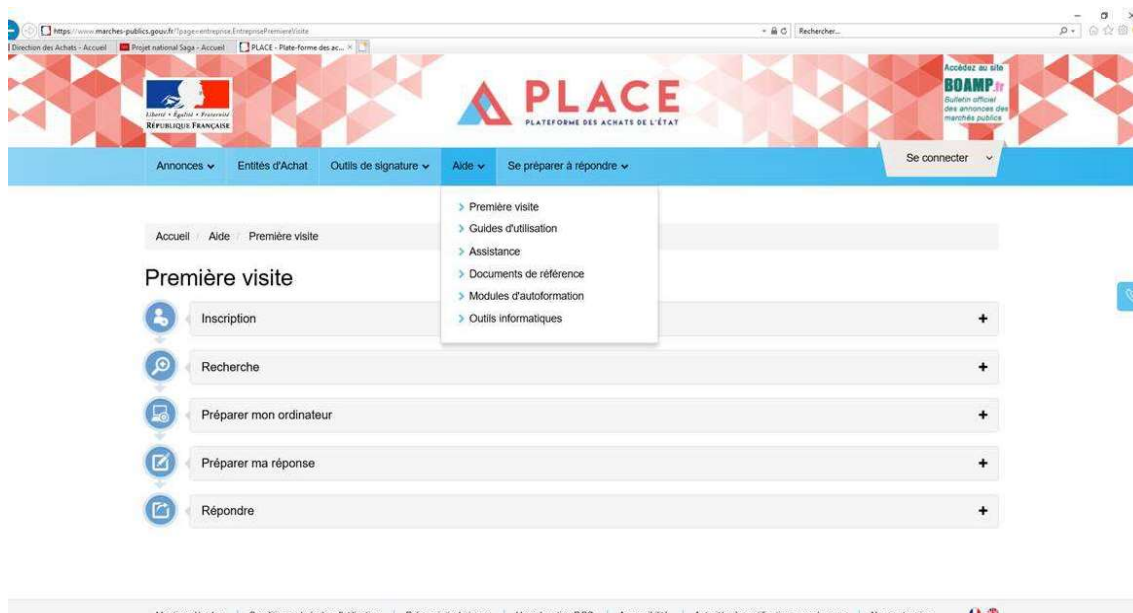 https://www.marches-publics.gouv.fr/?page=entreprise.EntreprisePremiereVisite
Rechercher...
Direction des Achats - Accueil
Projet national Saga - Accueil
PLACE - Plate-forme des ac...
Liberté • Égalité • Fraternité
RÉPUBLIQUE FRANÇAISE
PLACE
PLATEFORME DES ACHATS DE L'ÉTAT
Accédez au site
BOAMP.fr
Bulletin officiel
des annonces des
marchés publics
Annonces
Entités d'Achat
Outils de signature
Aide
Se préparer à répondre
Se connecter
Première visite
Guides d'utilisation
Assistance
Documents de référence
Modules d'autoformation
Outils informatiques
Accueil / Aide / Première visite
Première visite
Inscription
Recherche
Préparer mon ordinateur
Préparer ma réponse
Répondre